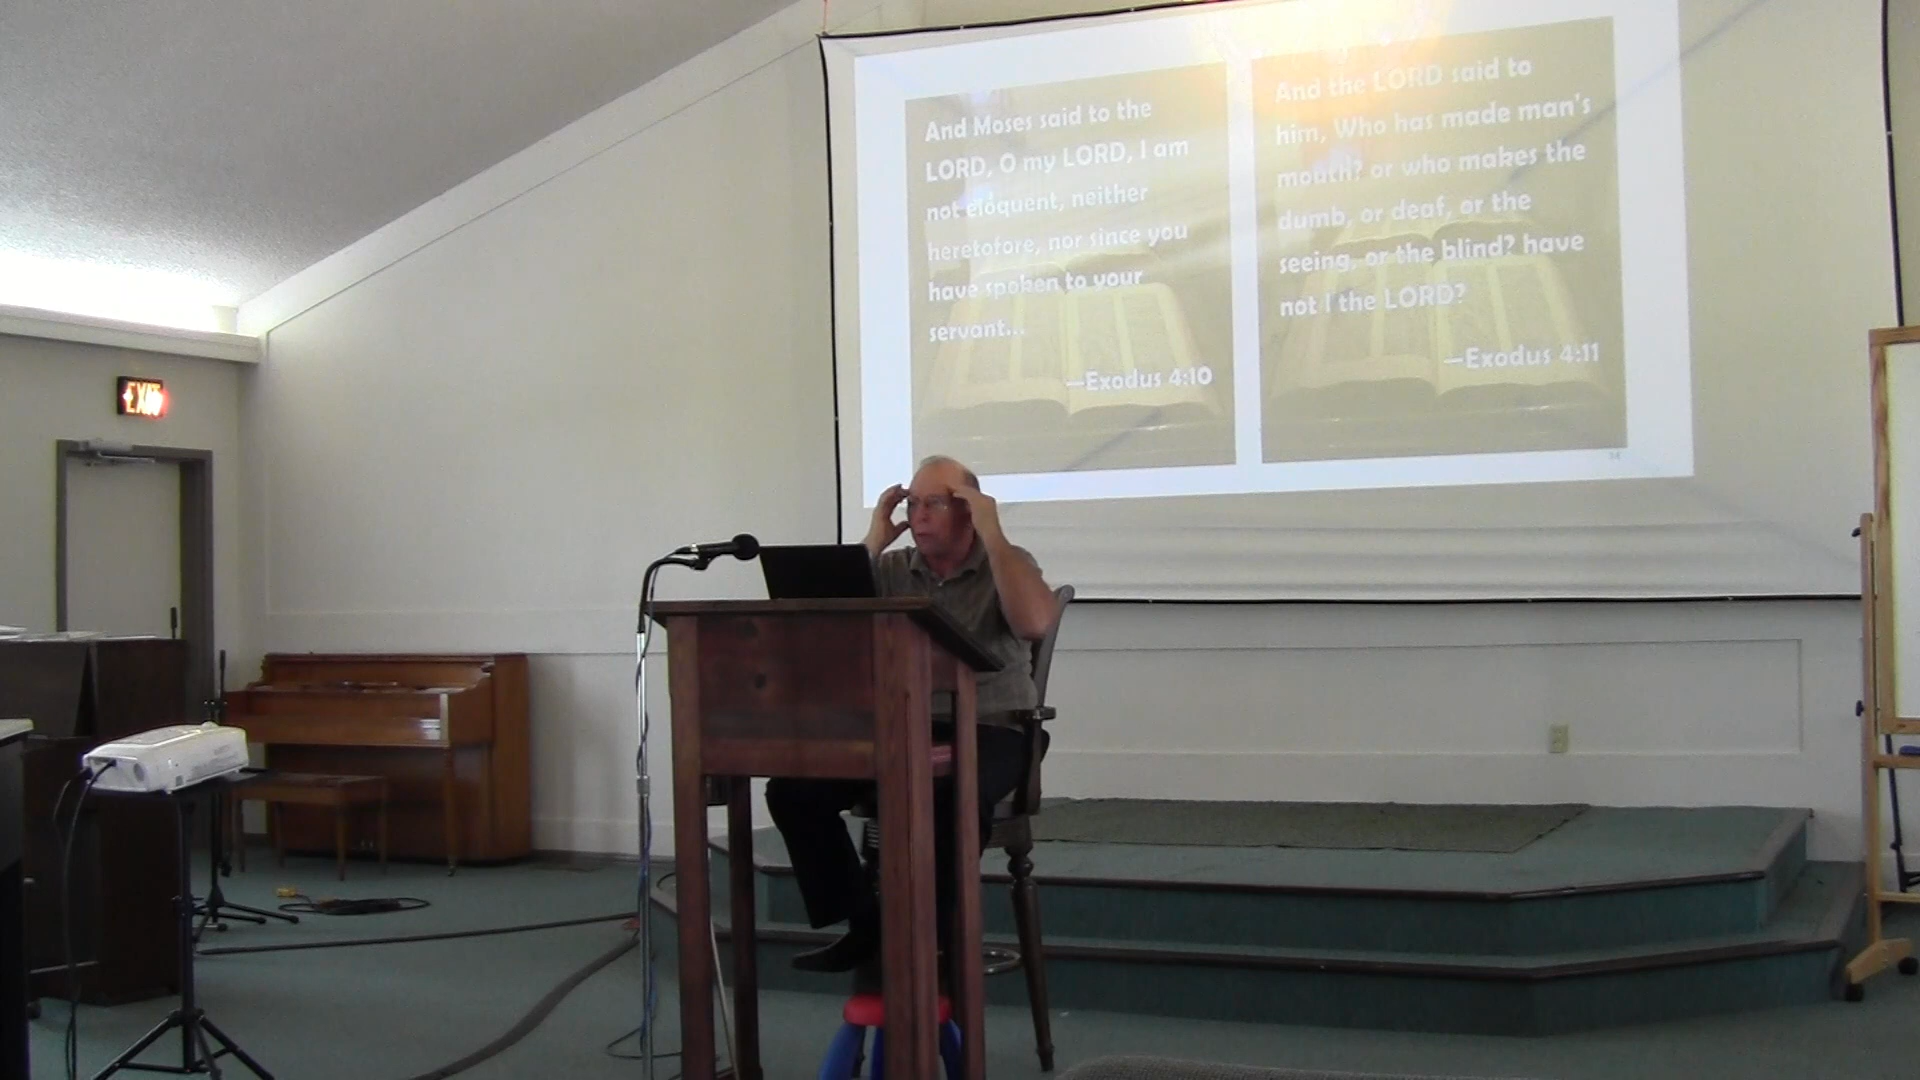 And Moses said to the
LORD, O my LORD, I am
not eloquent, neither
heretofore, nor since you
have spoken to your
servant...
—Exodus 4:10
And the LORD said to
him, Who has made man's
mouth? or who makes the
dumb, or deaf, or the
seeing, or the blind? have
not I the LORD?
—Exodus 4:11
EXIT